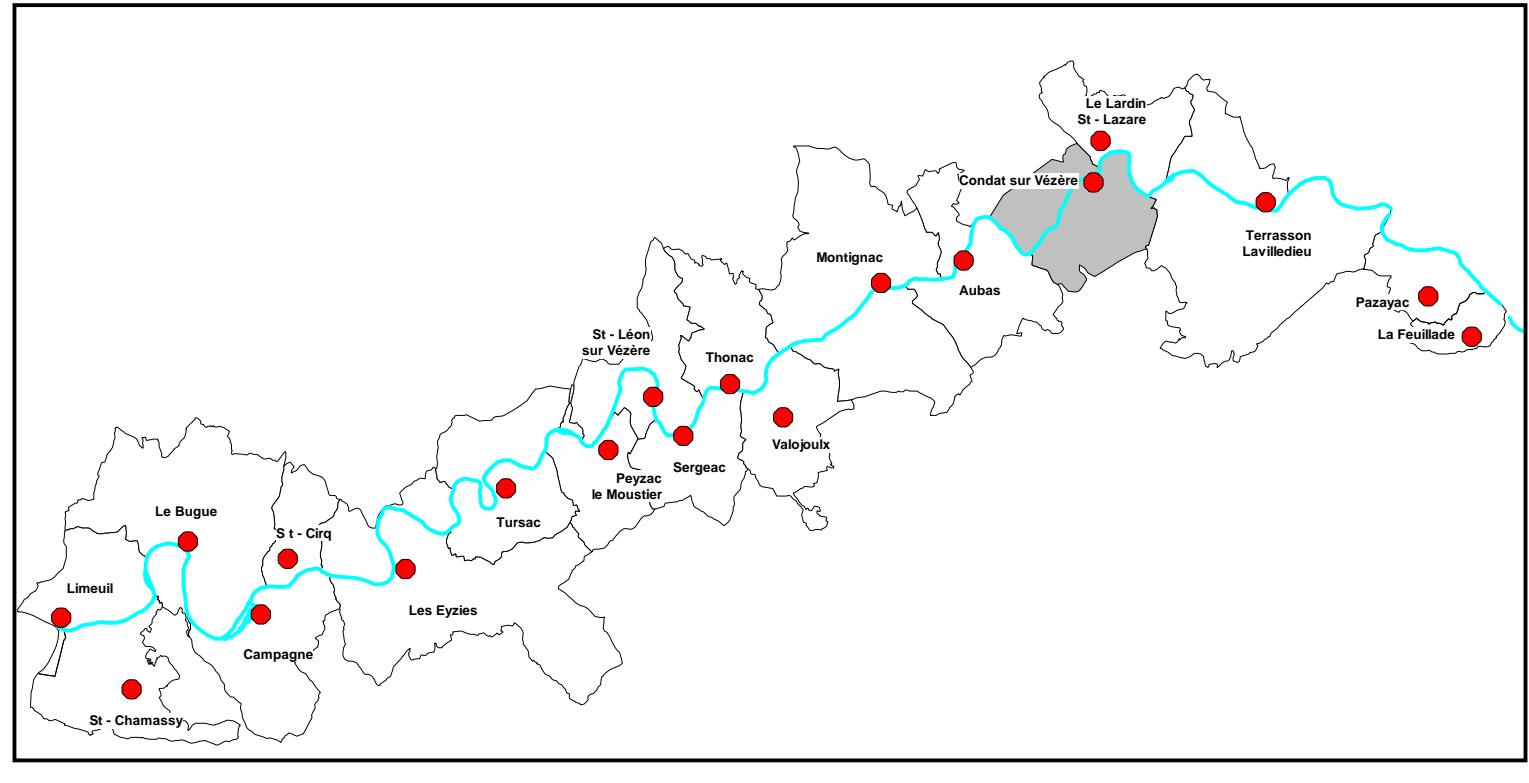 Le Lardin
St - Lazare
Condat sur Vézère
Terrasson
Lavilledieu
Montignac
Aubas
Pazayac
La Feuillade
St - Léon
sur Vézère
Thonac
Valojoulx
Sergeac
Peyzac
le Moustier
Tursac
Le Bugue
S t - Cirq
Limeuil
Les Eyzies
Campagne
St - Chamassy